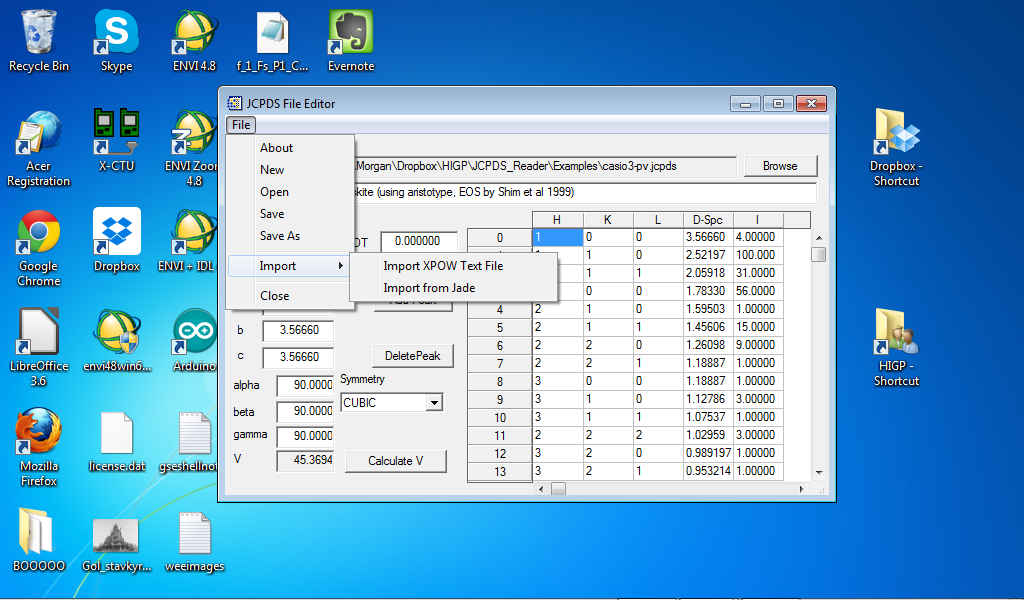 Recycle Bin
Skype
ENVI 4.8
f_1_Fs_P1_C...
Evernote
Acer
Registration
X-CTU
ENVI Zoom
4.8
Google
Chrome
Dropbox
ENVI + IDL
LibreOffice
3.6
envi48win6...
Arduino
Mozilla
Firefox
license.dat
gseshellnot
BOOOOO
Gol_stavkyr...
weeimages
JCPDS File Editor
File
About
New
Open
Save
Save As
Import
Close
Import XPOW Text File
Import from Jade
Morgan\Dropbox\HIGP\JCPDS_Reader\Examples\casio3-pv.jcpds
Browse
skite (using aristotype, EOS by Shim et al 1999)
DT 0.000000
Add Peak
b 3.56660
c 3.56660
DeletePeak
alpha 90.0000
Symmetry
CUBIC
beta 90.0000
gamma 90.0000
V 45.3694
Calculate V
H K L D-Spc I
0 1 0 0 3.56660 4.00000
0 2.52197 100.000
1 1 2.05918 31.0000
0 0 1.78330 56.0000
4 2 1 0 1.59503 1.00000
5 2 1 1 1.45606 15.0000
6 2 2 0 1.26098 9.00000
7 2 2 1 1.18887 1.00000
8 3 0 0 1.18887 1.00000
9 3 1 0 1.12786 3.00000
10 3 1 1 1.07537 1.00000
11 2 2 2 1.02959 3.00000
12 3 2 0 0.989197 1.00000
13 3 2 1 0.953214 1.00000
Dropbox -
Shortcut
HIGP -
Shortcut